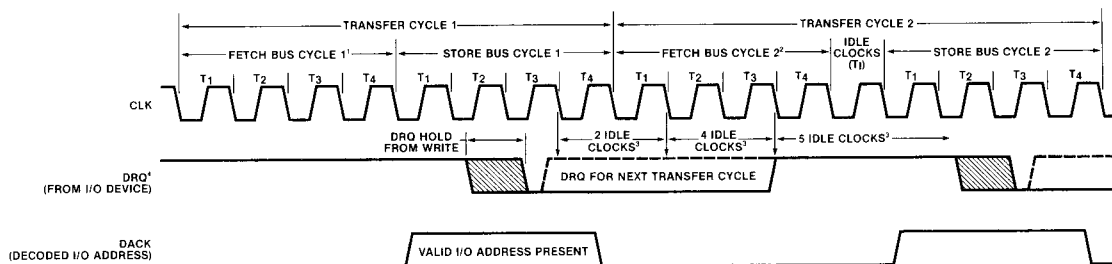 TRANSFER CYCLE 1 TRANSFER CYCLE 2
FETCH BUS CYCLE 1¹ STORE BUS CYCLE 1 FETCH BUS CYCLE 2² IDLE CLOCKS (TI) STORE BUS CYCLE 2
T1 T2 T3 T4 T1 T2 T3 T4 T1 T2 T3 T4 T1 T2 T3 T4
CLK
DRQ HOLD FROM WRITE
2 IDLE CLOCKS³
4 IDLE CLOCKS³
5 IDLE CLOCKS³
DRQ⁴
(FROM I/O DEVICE)
DRQ FOR NEXT TRANSFER CYCLE
DACK
(DECODED I/O ADDRESS)
VALID I/O ADDRESS PRESENT